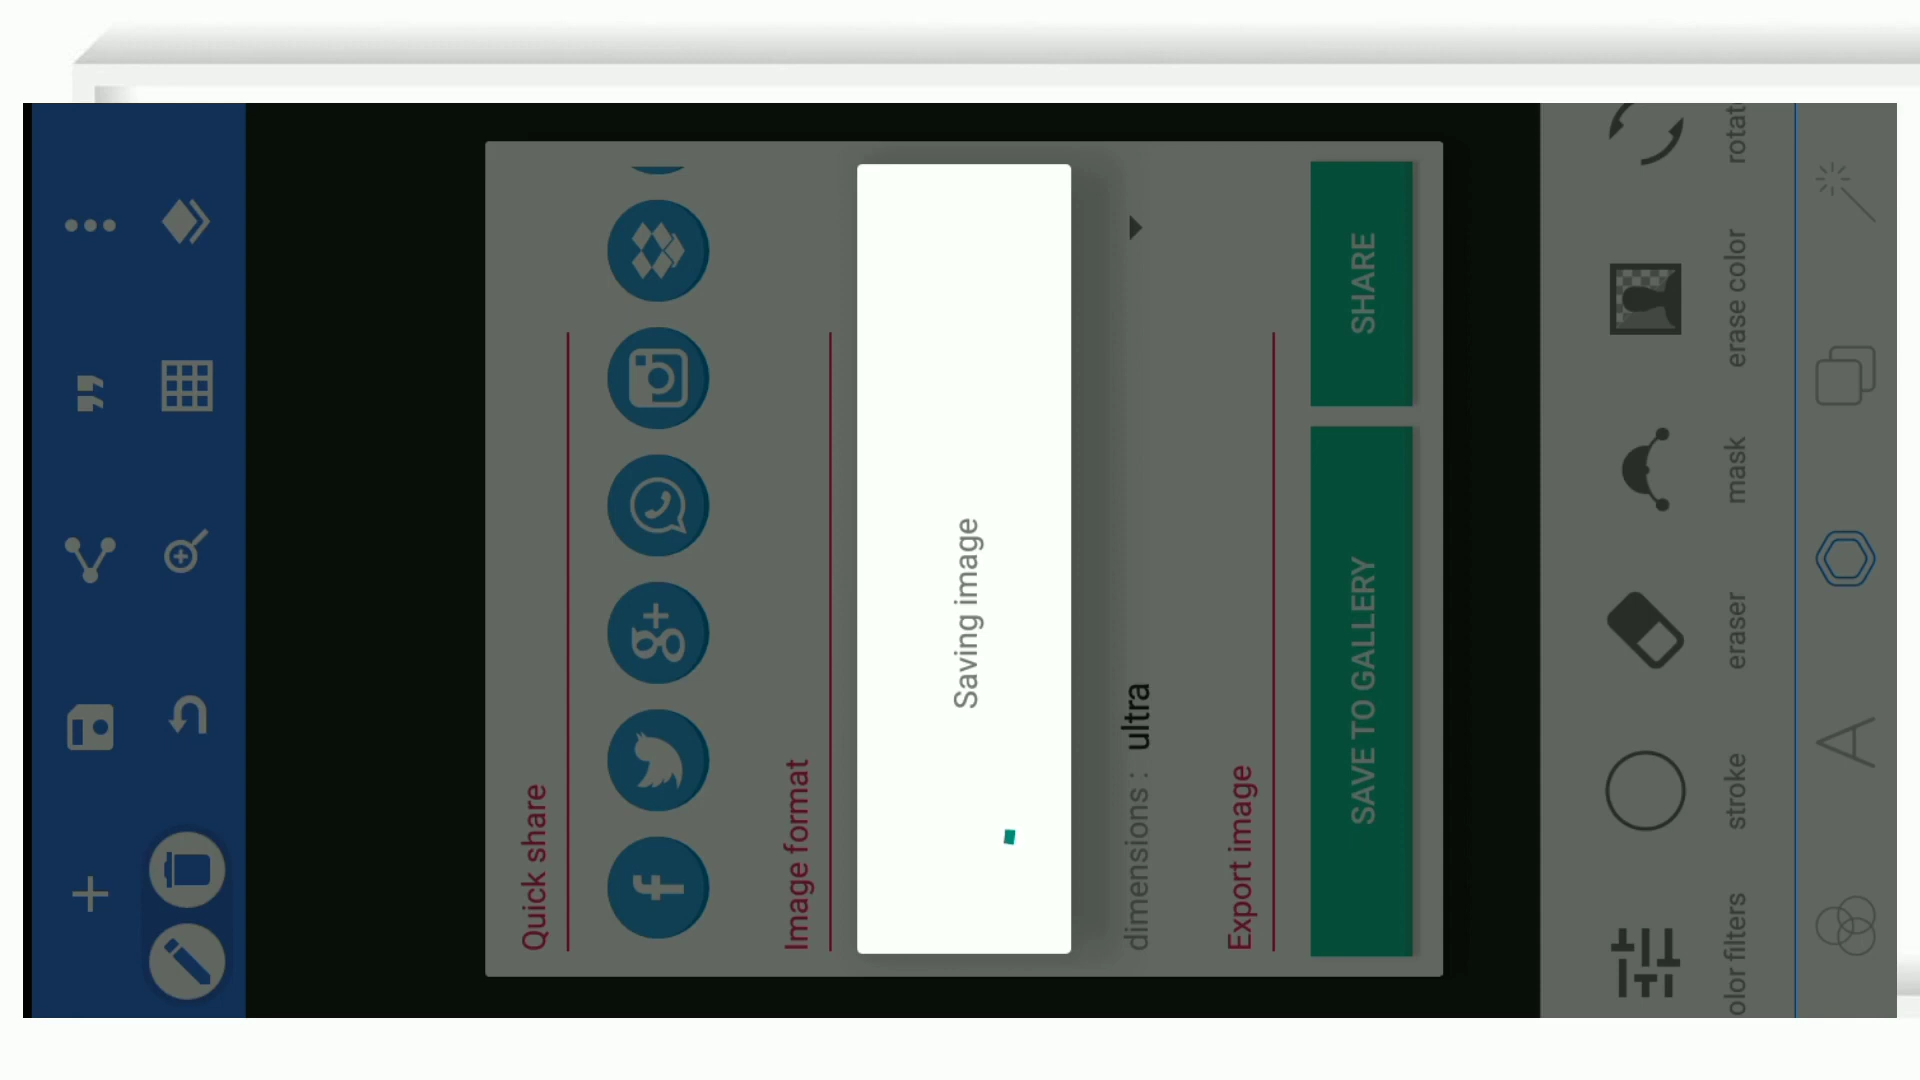 Quick share
Image format
Saving image
dimensions : ultra
Export image
SAVE TO GALLERY
SHARE
olor filters
stroke
eraser
mask
erase color
rotat